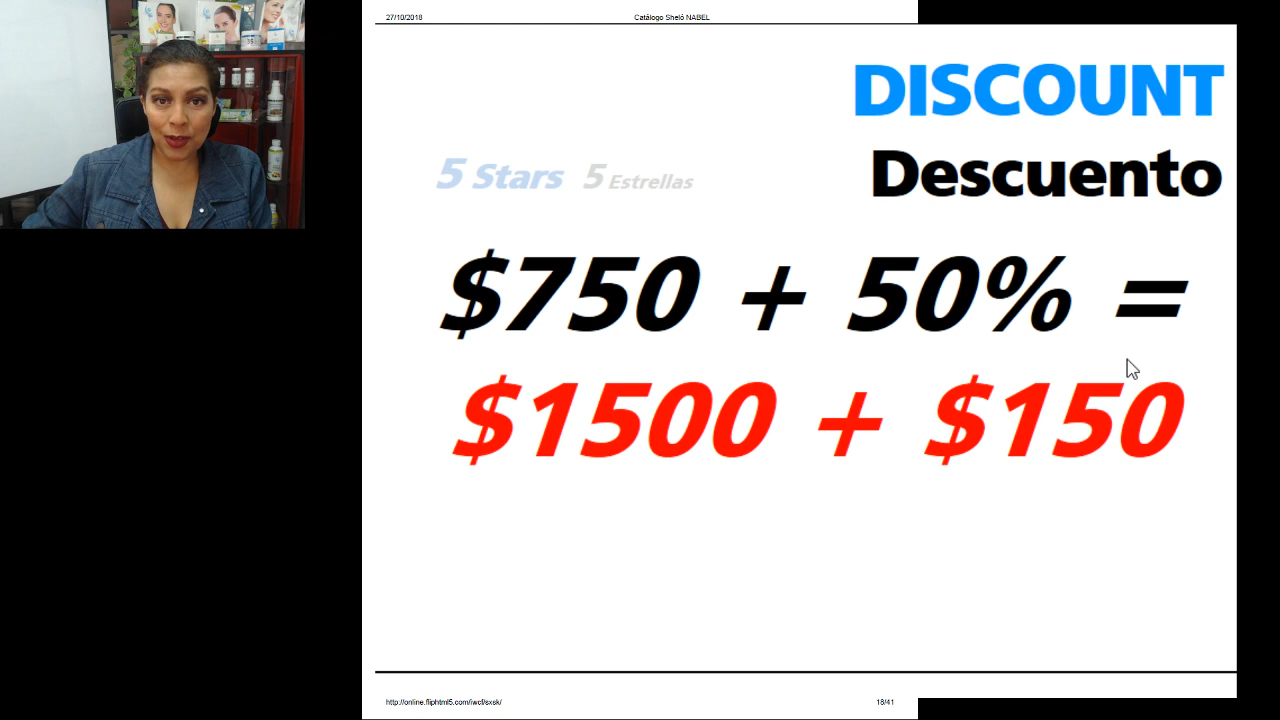 27/10/2018 Catálogo Sheló NABEL
DISCOUNT
Descuento
5 Stars 5 Estrellas
$750 + 50% =
$1500 + $150
http://online.fliphtml5.com/iwcf/sxsk/ 18/41